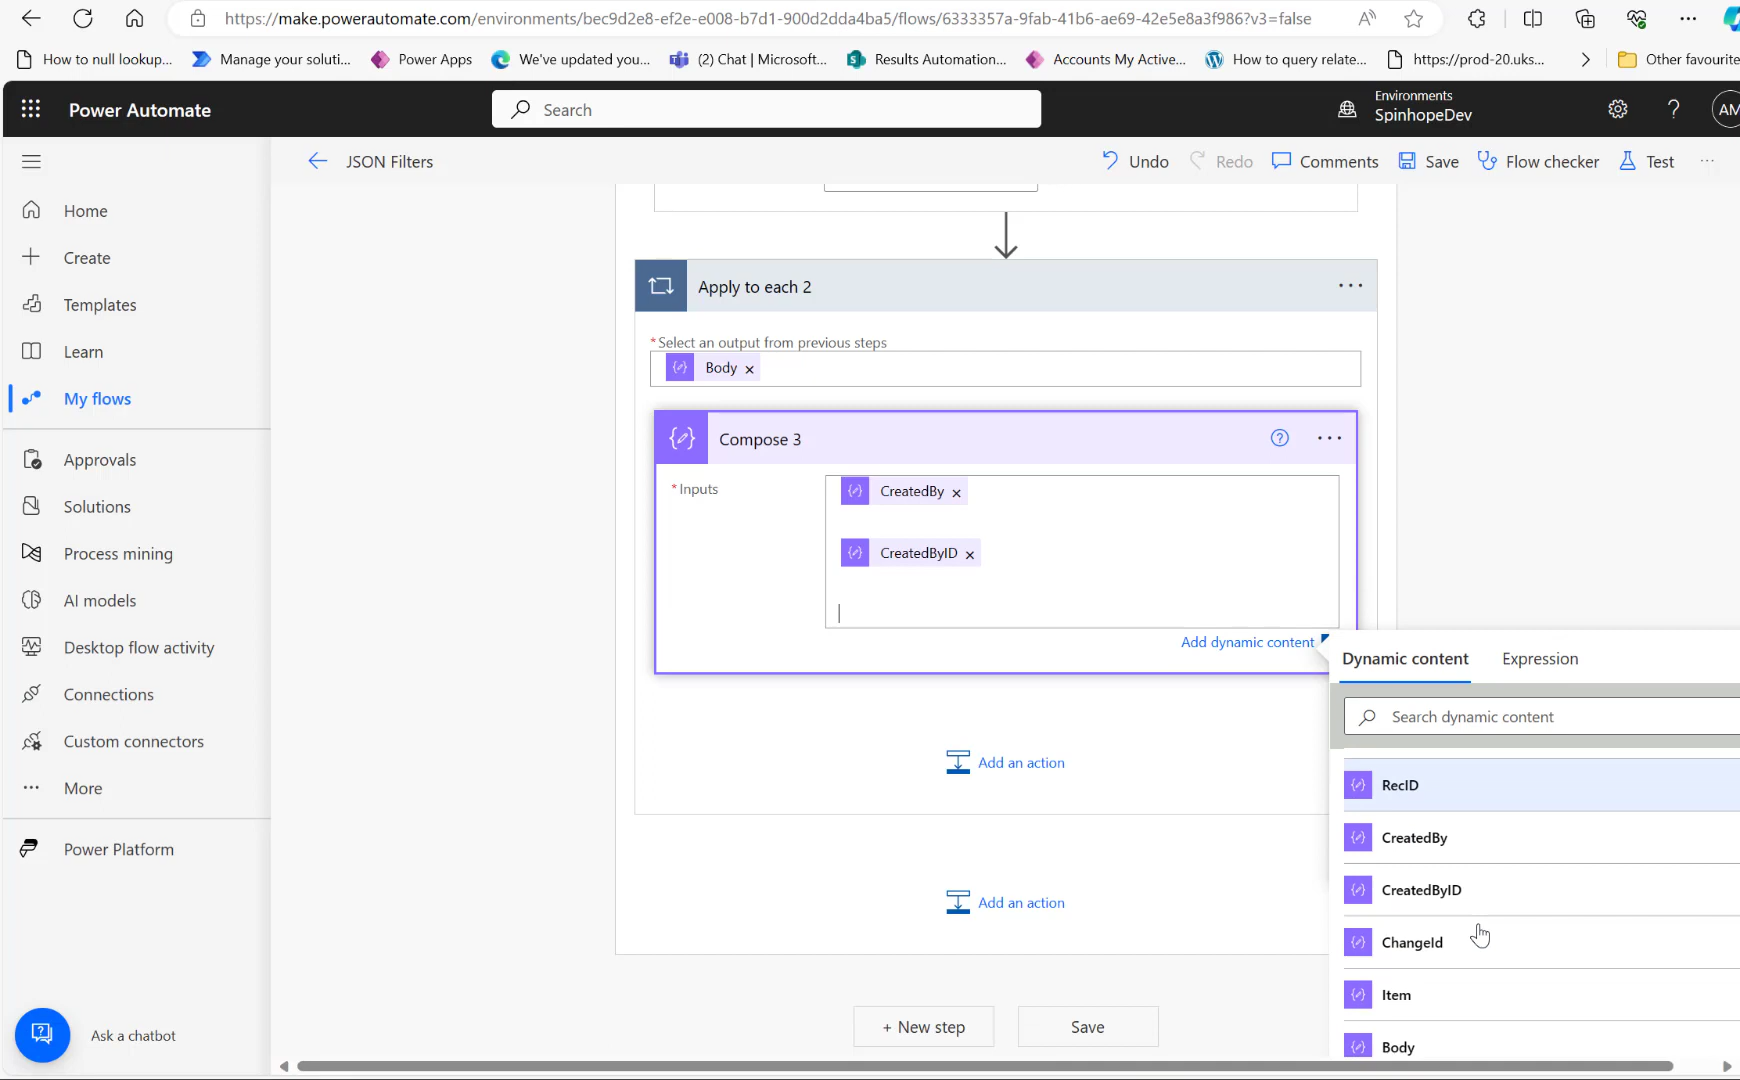 https://make.powerautomate.com/environments/bec9d2e8-ef2e-e008-b7d1-900d2dda4ba5/flows/6333357a-9fab-41b6-ae69-42e5e8a3f986?v3=false
How to null lookup...
Manage your soluti...
Power Apps
We've updated you...
(2) Chat | Microsoft...
Results Automation...
Accounts My Active...
How to query relate...
https://prod-20.uks...
Other favourite
Power Automate
Search
Environments
SpinhopeDev
AM
JSON Filters
Undo
Redo
Comments
Save
Flow checker
Test
Home
Create
Templates
Learn
My flows
Approvals
Solutions
Process mining
AI models
Desktop flow activity
Connections
Custom connectors
More
Power Platform
Ask a chatbot
Apply to each 2
*Select an output from previous steps
Body
Compose 3
*Inputs
CreatedBy
CreatedByID
Add dynamic content
Add an action
Add an action
+ New step
Save
Dynamic content
Expression
Search dynamic content
RecID
CreatedBy
CreatedByID
ChangeId
Item
Body